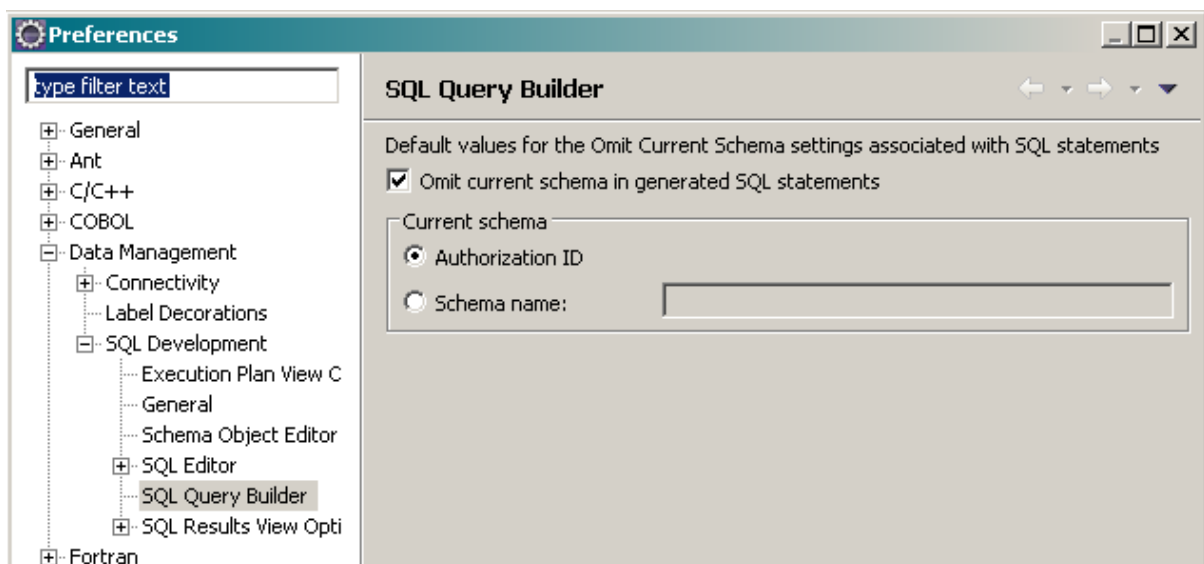 Preferences
type filter text
General
Ant
C/C++
COBOL
Data Management
Connectivity
Label Decorations
SQL Development
Execution Plan View C
General
Schema Object Editor
SQL Editor
SQL Query Builder
SQL Results View Opti
Fortran
SQL Query Builder
Default values for the Omit Current Schema settings associated with SQL statements
Omit current schema in generated SQL statements
Current schema
Authorization ID
Schema name: